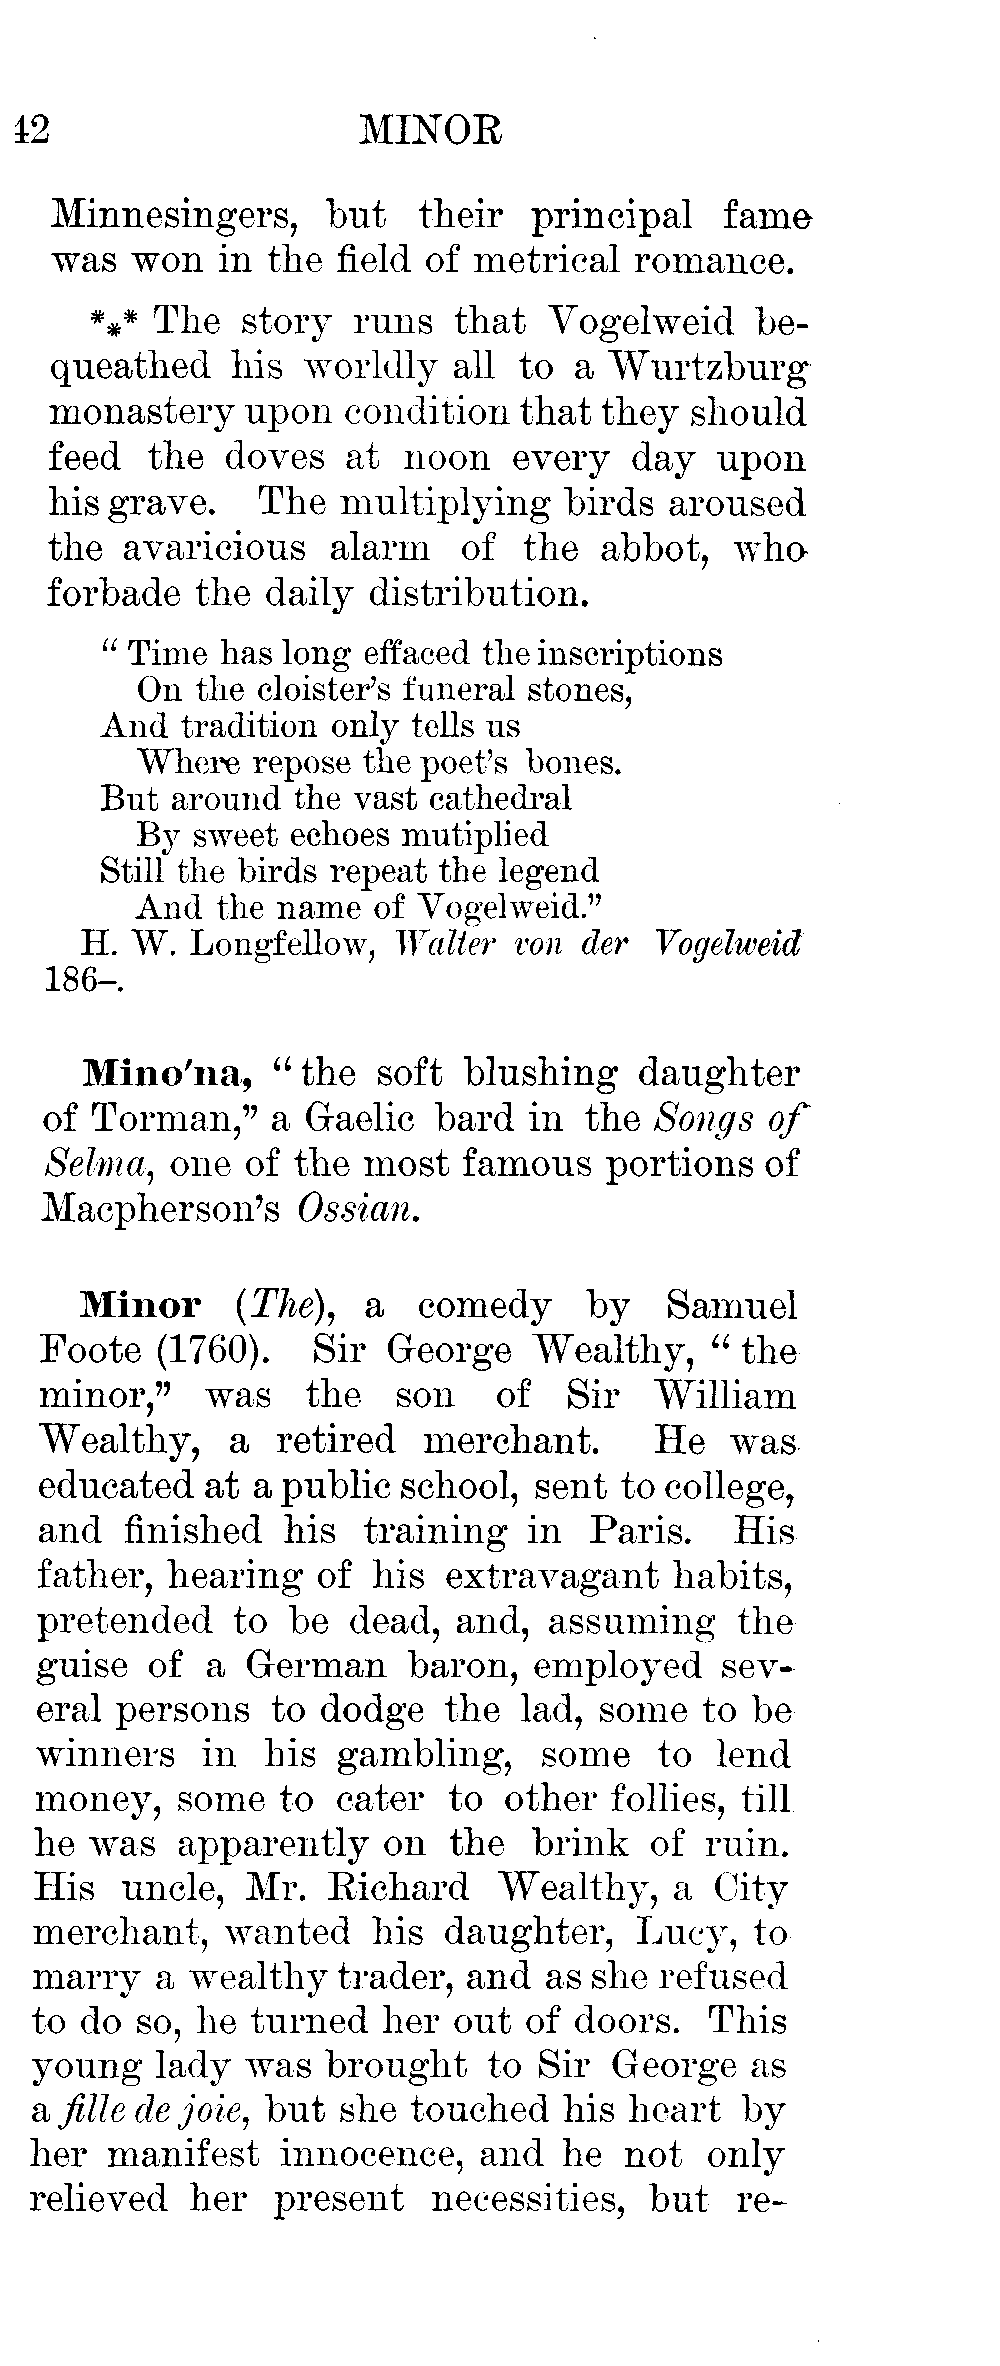 42 MINOR
Minnesingers, but their principal fame
was won in the field of metrical romance.
*⁎* The story runs that Vogelweid be-
queathed his worldly all to a Wurtzburg
monastery upon condition that they should
feed the doves at noon every day upon
his grave. The multiplying birds aroused
the avaricious alarm of the abbot, who
forbade the daily distribution.
“ Time has long effaced the inscriptions
On the cloister’s funeral stones,
And tradition only tells us
Where repose the poet’s bones.
But around the vast cathedral
By sweet echoes mutiplied
Still the birds repeat the legend
And the name of Vogelweid.”
H. W. Longfellow, Walter von der Vogelweid
186–.
Mino′na, “ the soft blushing daughter
of Torman,” a Gaelic bard in the Songs of
Selma, one of the most famous portions of
Macpherson’s Ossian.
Minor (The), a comedy by Samuel
Foote (1760). Sir George Wealthy, “ the
minor,” was the son of Sir William
Wealthy, a retired merchant. He was
educated at a public school, sent to college,
and finished his training in Paris. His
father, hearing of his extravagant habits,
pretended to be dead, and, assuming the
guise of a German baron, employed sev-
eral persons to dodge the lad, some to be
winners in his gambling, some to lend
money, some to cater to other follies, till
he was apparently on the brink of ruin.
His uncle, Mr. Richard Wealthy, a City
merchant, wanted his daughter, Lucy, to
marry a wealthy trader, and as she refused
to do so, he turned her out of doors. This
young lady was brought to Sir George as
a fille de joie, but she touched his heart by
her manifest innocence, and he not only
relieved her present necessities, but re-